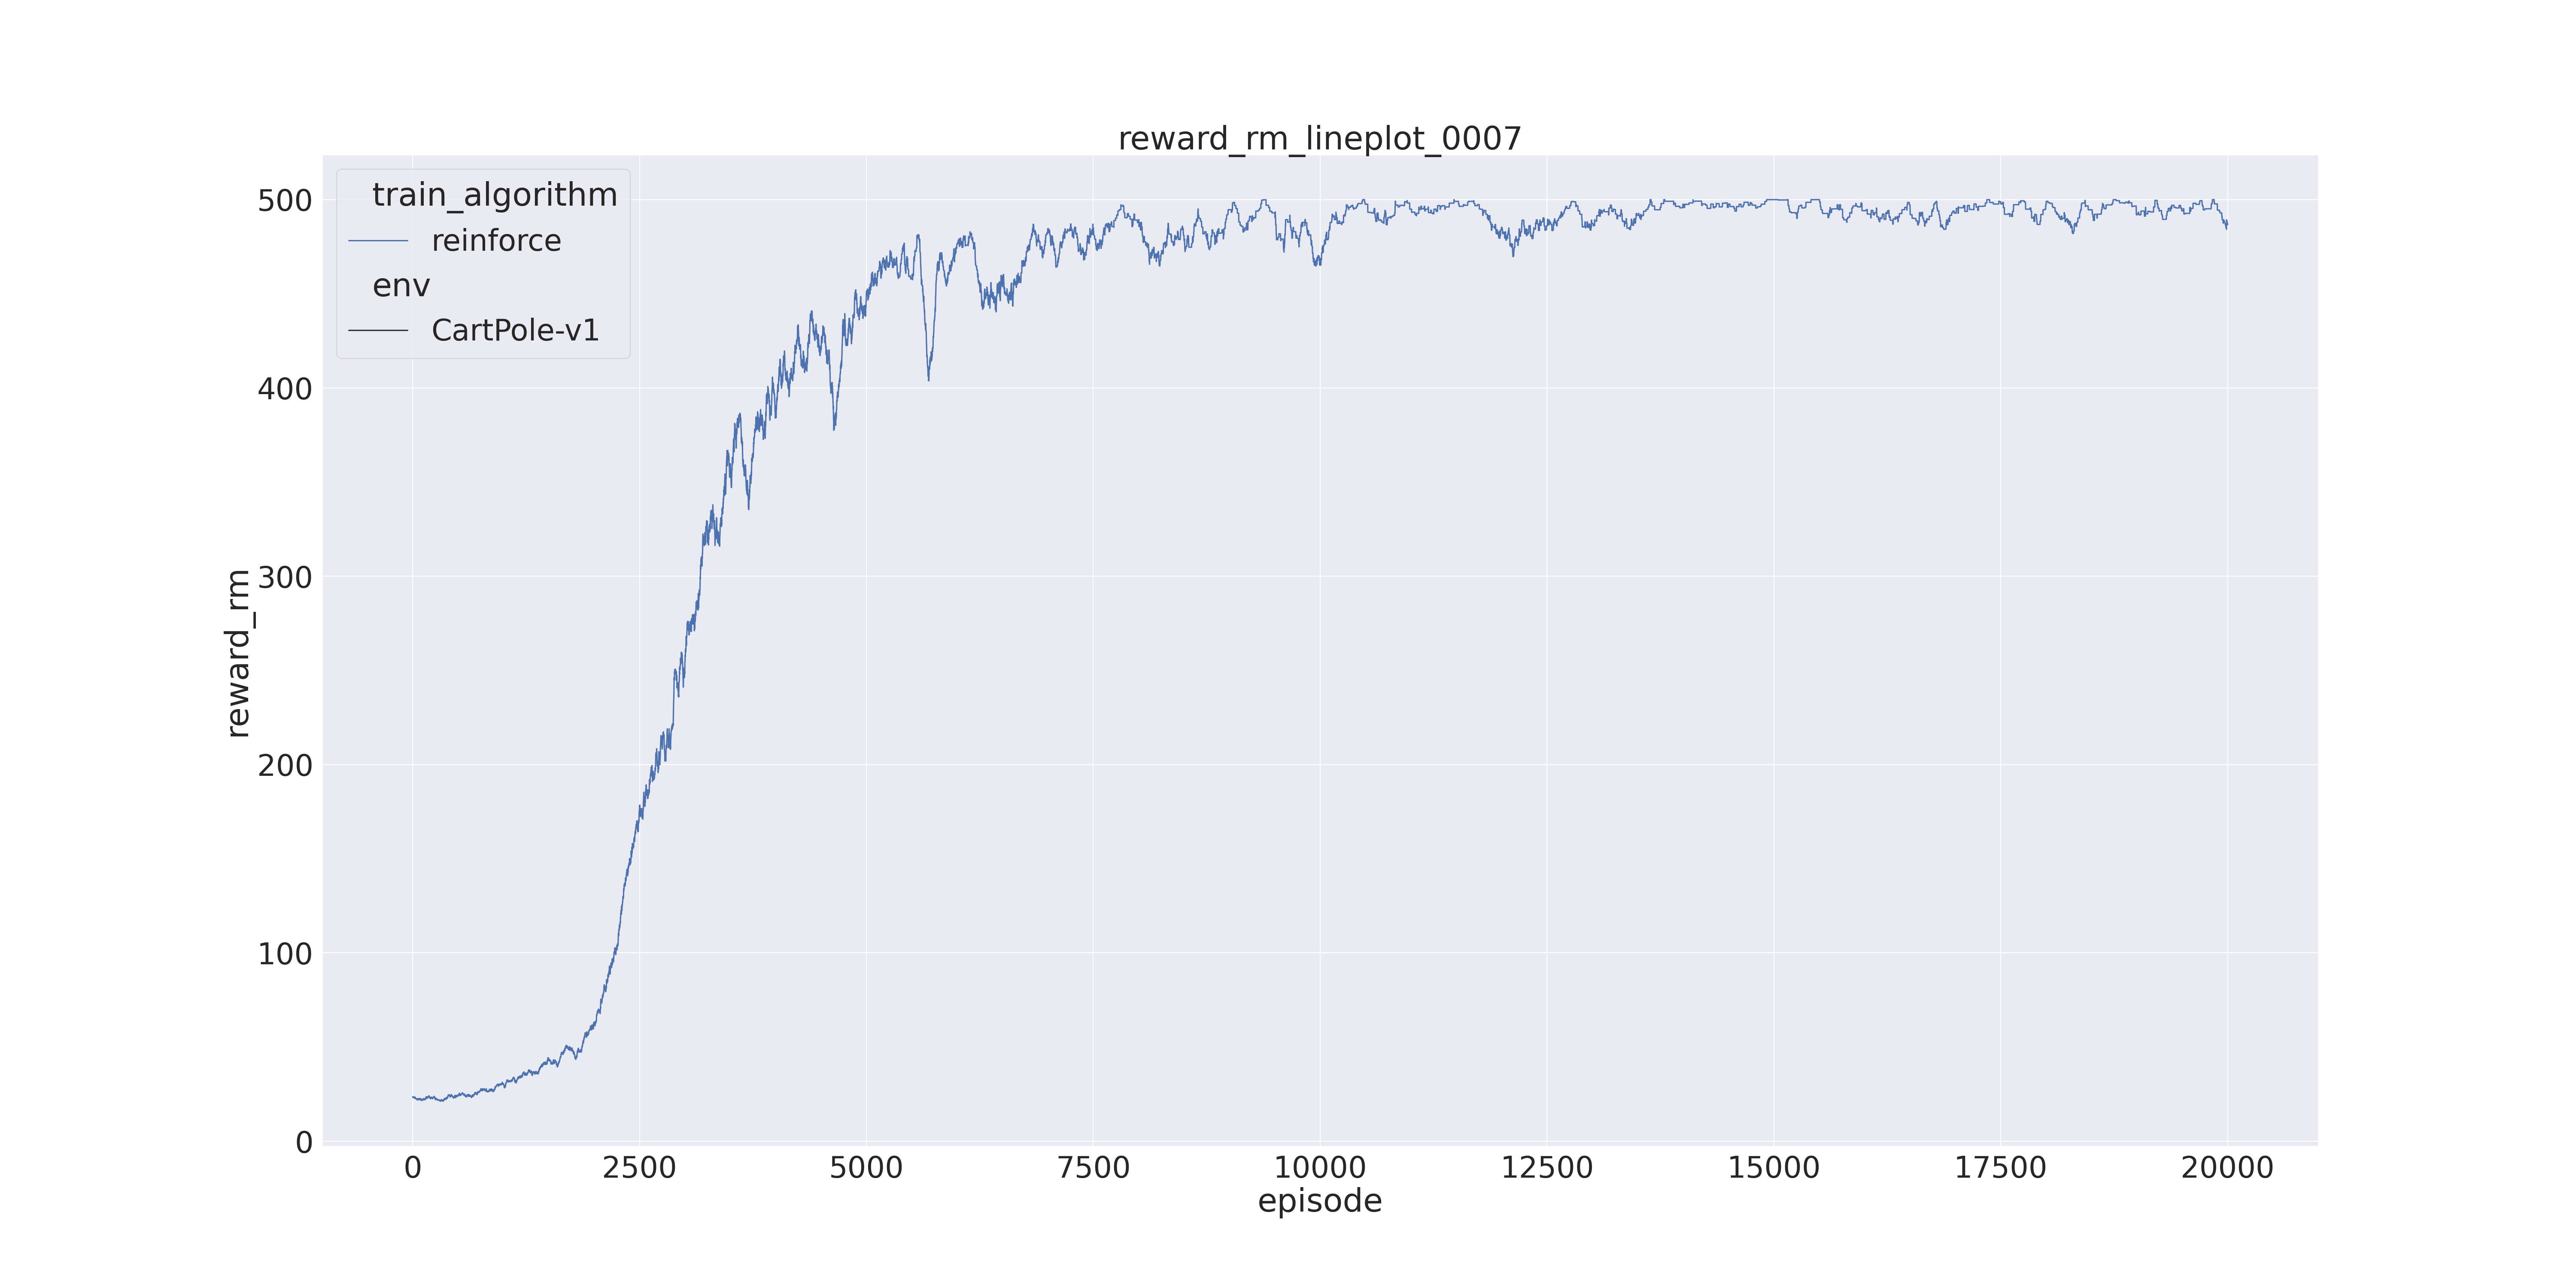 reward_rm_lineplot_0007
train_algorithm
reinforce
env
CartPole-v1
reward_rm
500
400
300
200
100
0
0 2500 5000 7500 10000 12500 15000 17500 20000
episode